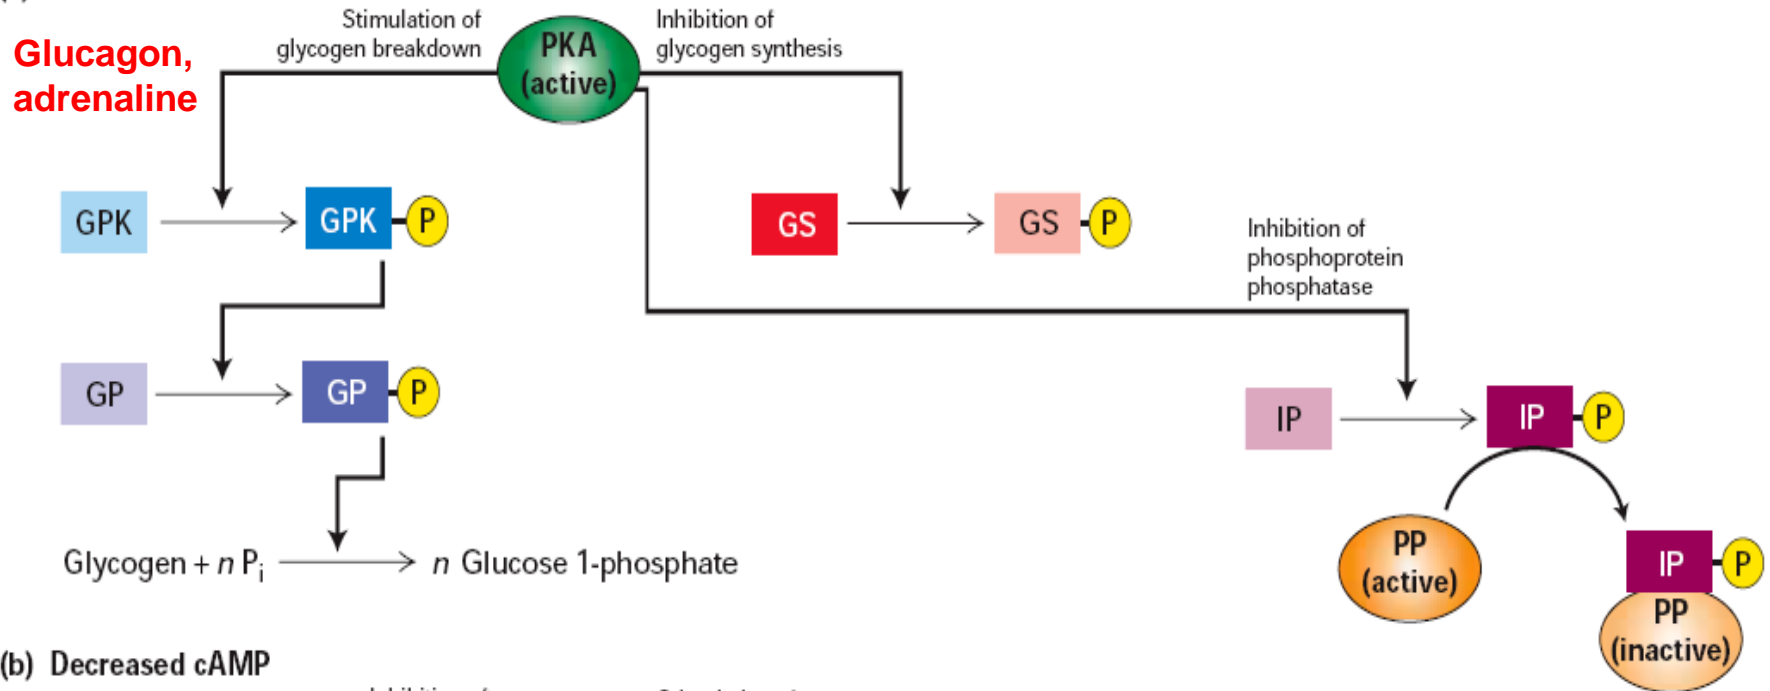 Glucagon,
adrenaline
Stimulation of
glycogen breakdown
PKA
(active)
Inhibition of
glycogen synthesis
GPK
GPK
P
GS
GS
P
Inhibition of
phosphoprotein
phosphatase
GP
GP
P
IP
IP
P
Glycogen + n Pi
n Glucose 1-phosphate
PP
(active)
IP
P
PP
(inactive)
(b) Decreased cAMP